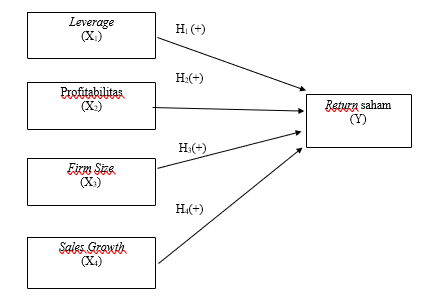 Leverage
(X₁)
H₁ (+)
H₂(+)
Profitabilitas
(X₂)
Return saham
(Y)
H₃(+)
Firm Size
(X₃)
H₄(+)
Sales Growth
(X₄)